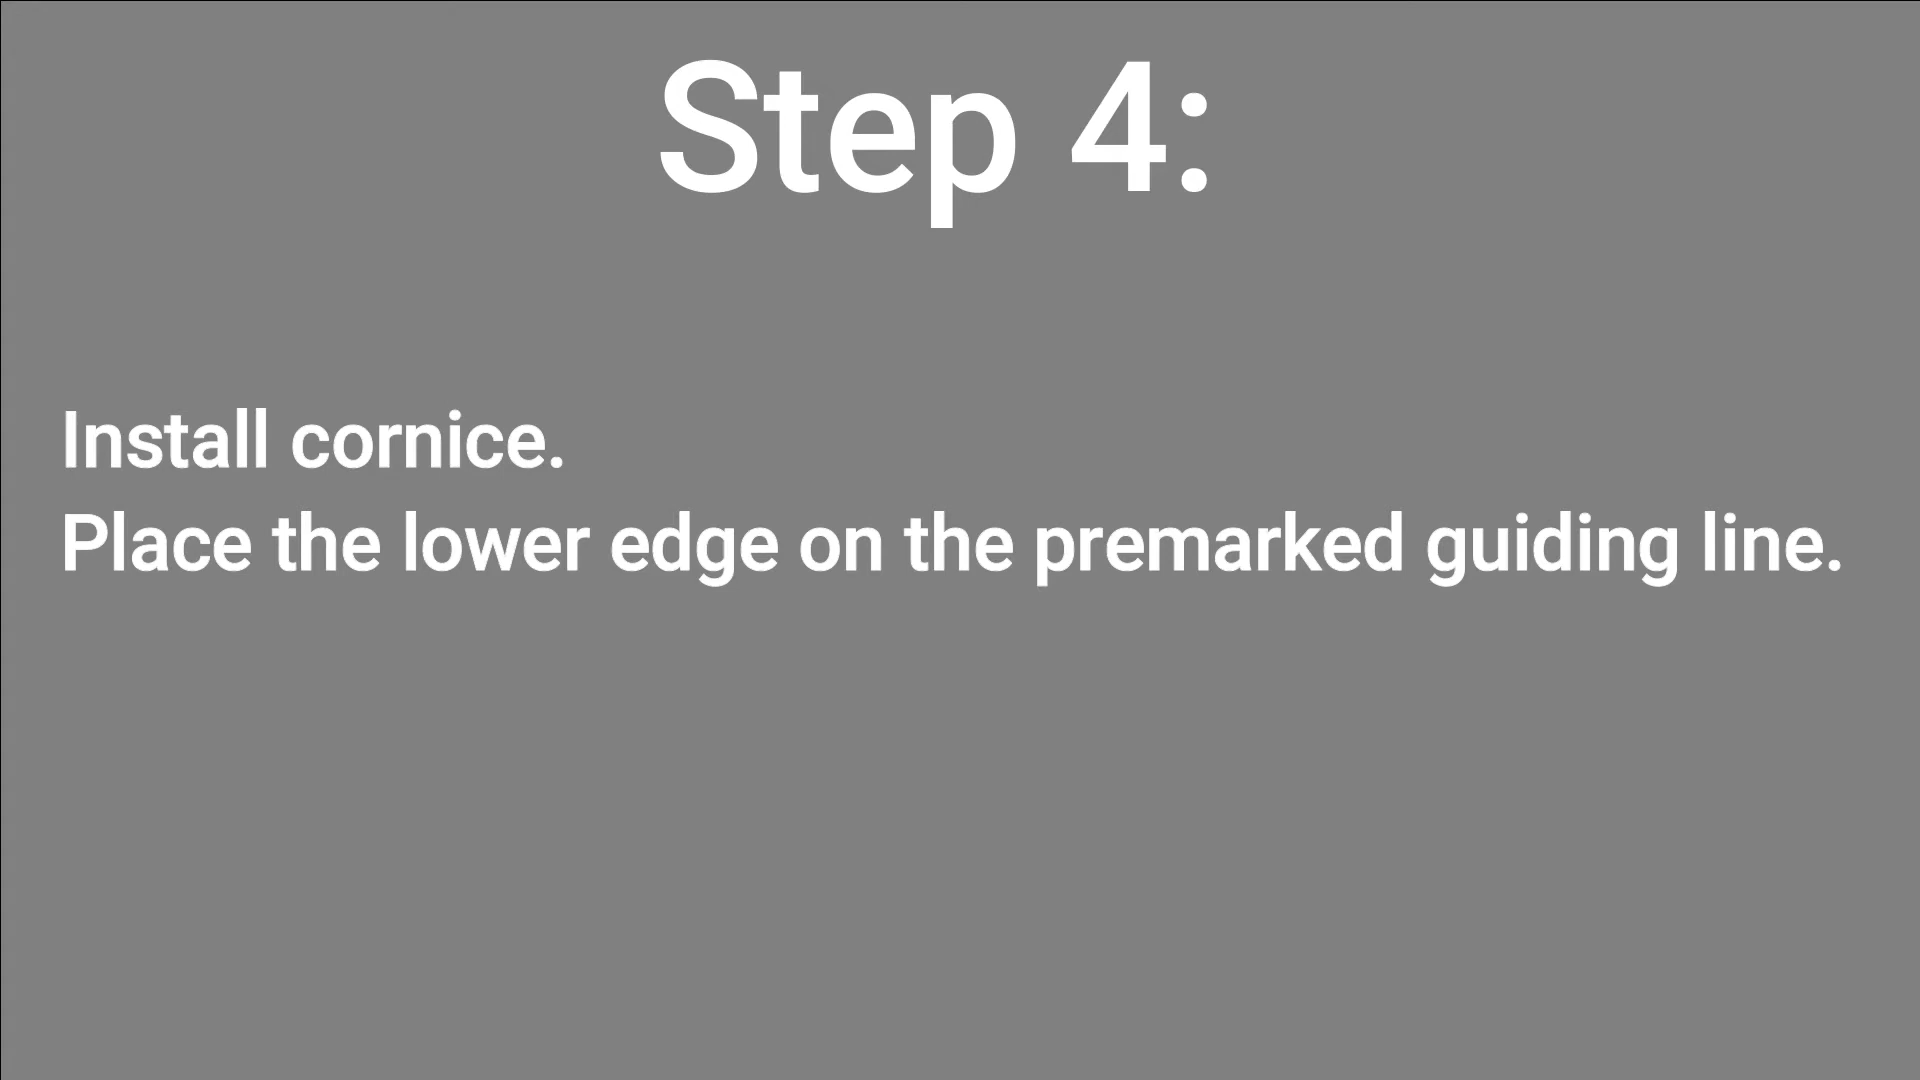 Step 4:
Install cornice.
Place the lower edge on the premarked guiding line.